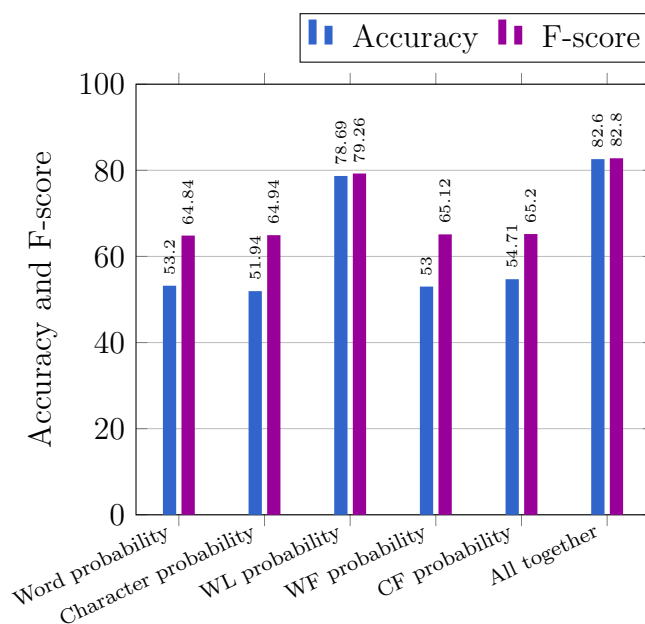 Accuracy F-score
Accuracy and F-score
100
80
60
40
20
0
53.2 64.84 51.94 64.94 78.69 79.26 53 65.12 54.71 65.2 82.6 82.8
Word probability
Character probability
WL probability
WF probability
CF probability
All together